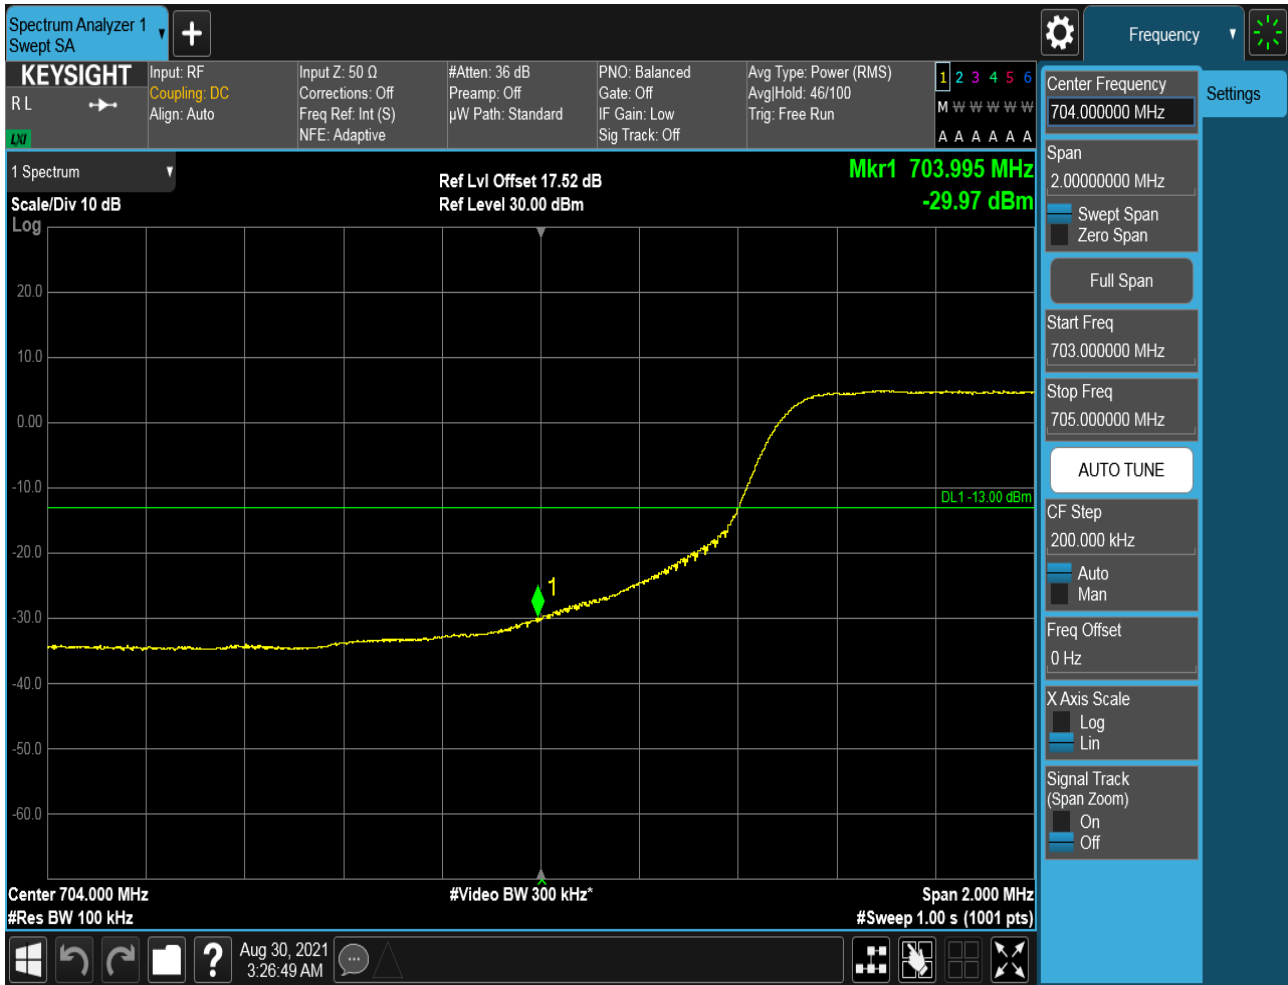 Spectrum Analyzer 1
Swept SA
Frequency
KEYSIGHT
R L
LXI
Input: RF
Coupling: DC
Align: Auto
Input Z: 50 Ω
Corrections: Off
Freq Ref: Int (S)
NFE: Adaptive
#Atten: 36 dB
Preamp: Off
µW Path: Standard
PNO: Balanced
Gate: Off
IF Gain: Low
Sig Track: Off
Avg Type: Power (RMS)
Avg|Hold: 46/100
Trig: Free Run
1 2 3 4 5 6
M W W W W W
A A A A A A
1 Spectrum
Scale/Div 10 dB
Log
Ref Lvl Offset 17.52 dB
Ref Level 30.00 dBm
Mkr1 703.995 MHz
-29.97 dBm
20.0
10.0
0.00
-10.0
-20.0
-30.0
-40.0
-50.0
-60.0
DL1 -13.00 dBm
1
Center 704.000 MHz
#Res BW 100 kHz
#Video BW 300 kHz*
Span 2.000 MHz
#Sweep 1.00 s (1001 pts)
Aug 30, 2021
3:26:49 AM
?
Center Frequency
704.000000 MHz
Settings
Span
2.00000000 MHz
Swept Span
Zero Span
Full Span
Start Freq
703.000000 MHz
Stop Freq
705.000000 MHz
AUTO TUNE
CF Step
200.000 kHz
Auto
Man
Freq Offset
0 Hz
X Axis Scale
Log
Lin
Signal Track
(Span Zoom)
On
Off